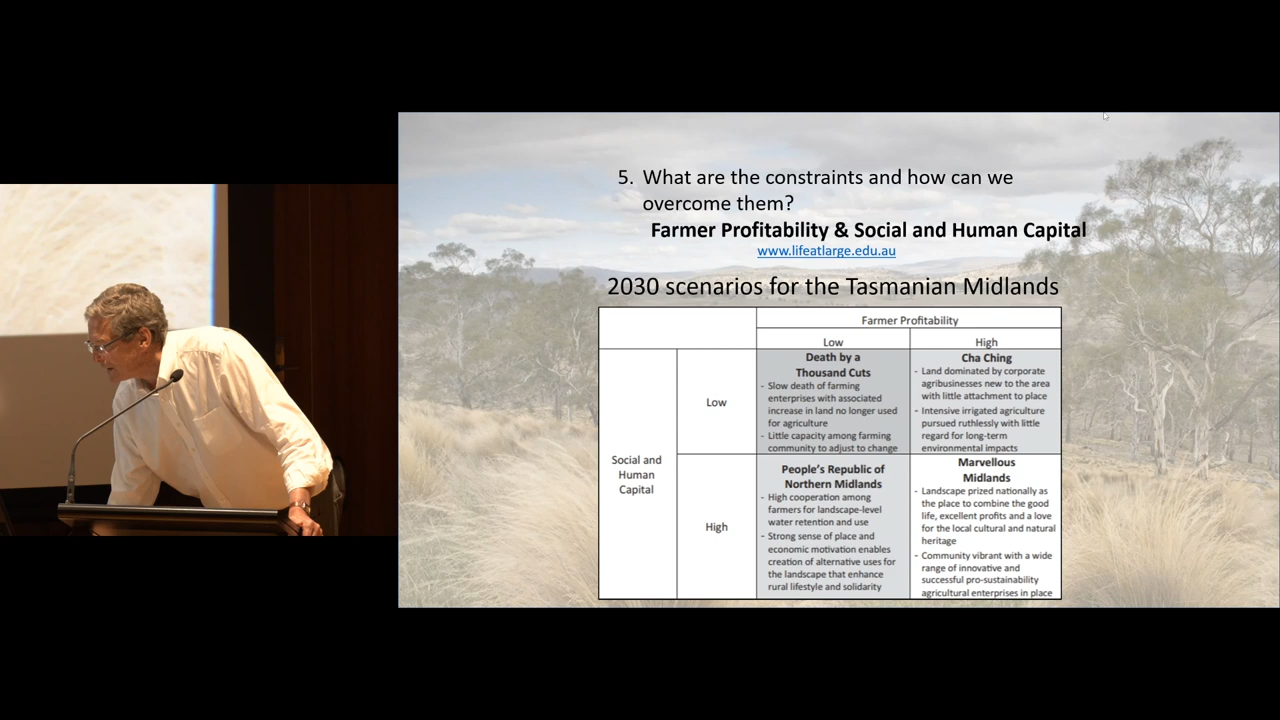 5. What are the constraints and how can we
overcome them?
Farmer Profitability & Social and Human Capital
www.lifeatlarge.edu.au
2030 scenarios for the Tasmanian Midlands
Farmer Profitability
Low
High
Social and
Human
Capital
Low
Death by a
Thousand Cuts
- Slow death of farming
enterprises with associated
increase in land no longer used
for agriculture
- Little capacity among farming
community to adjust to change
Cha Ching
- Land dominated by corporate
agribusinesses new to the area
with little attachment to place
- Intensive irrigated agriculture
pursued ruthlessly with little
regard for long-term
environmental impacts
High
People's Republic of
Northern Midlands
- High cooperation among
farmers for landscape-level
water retention and use
- Strong sense of place and
economic motivation enables
creation of alternative uses for
the landscape that enhance
rural lifestyle and solidarity
Marvellous
Midlands
- Landscape prized nationally as
the place to combine the good
life, excellent profits and a love
for the local cultural and natural
heritage
- Community vibrant with a wide
range of innovative and
successful pro-sustainability
agricultural enterprises in place